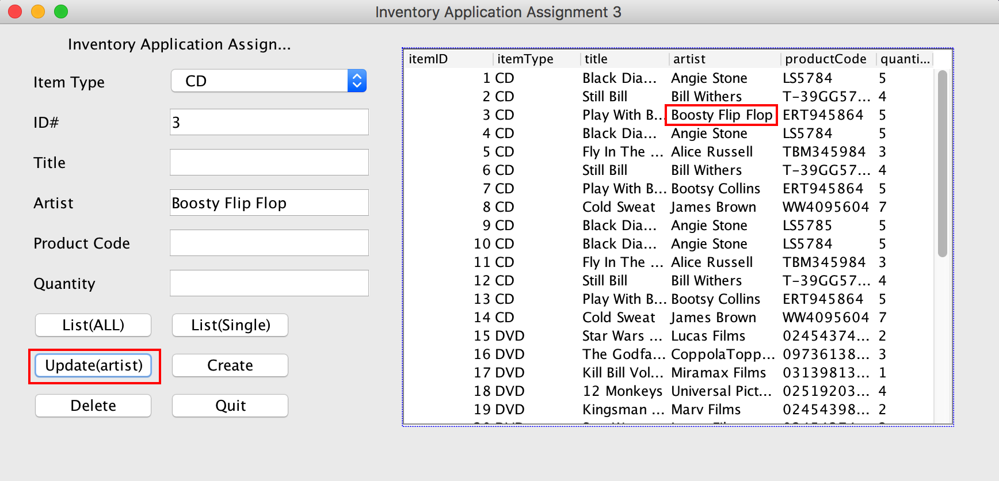 Inventory Application Assignment 3
Inventory Application Assign...
Item Type
CD
ID#
3
Title
Artist
Boosty Flip Flop
Product Code
Quantity
List(ALL)
List(Single)
Update(artist)
Create
Delete
Quit
itemID itemType title artist productCode quanti...
1 CD Black Dia... Angie Stone LS5784 5
2 CD Still Bill Bill Withers T-39GG57... 4
3 CD Play With B... Boosty Flip Flop ERT945864 5
4 CD Black Dia... Angie Stone LS5784 5
5 CD Fly In The ... Alice Russell TBM345984 3
6 CD Still Bill Bill Withers T-39GG57... 4
7 CD Play With B... Bootsy Collins ERT945864 5
8 CD Cold Sweat James Brown WW4095604 7
9 CD Black Dia... Angie Stone LS5785 5
10 CD Black Dia... Angie Stone LS5784 5
11 CD Fly In The ... Alice Russell TBM345984 3
12 CD Still Bill Bill Withers T-39GG57... 4
13 CD Play With B... Bootsy Collins ERT945864 5
14 CD Cold Sweat James Brown WW4095604 7
15 DVD Star Wars ... Lucas Films 02454374... 2
16 DVD The Godfa... CoppolaTopp... 09736138... 3
17 DVD Kill Bill Vol... Miramax Films 03139813... 1
18 DVD 12 Monkeys Universal Pict... 02519203... 4
19 DVD Kingsman ... Marv Films 02454398... 2